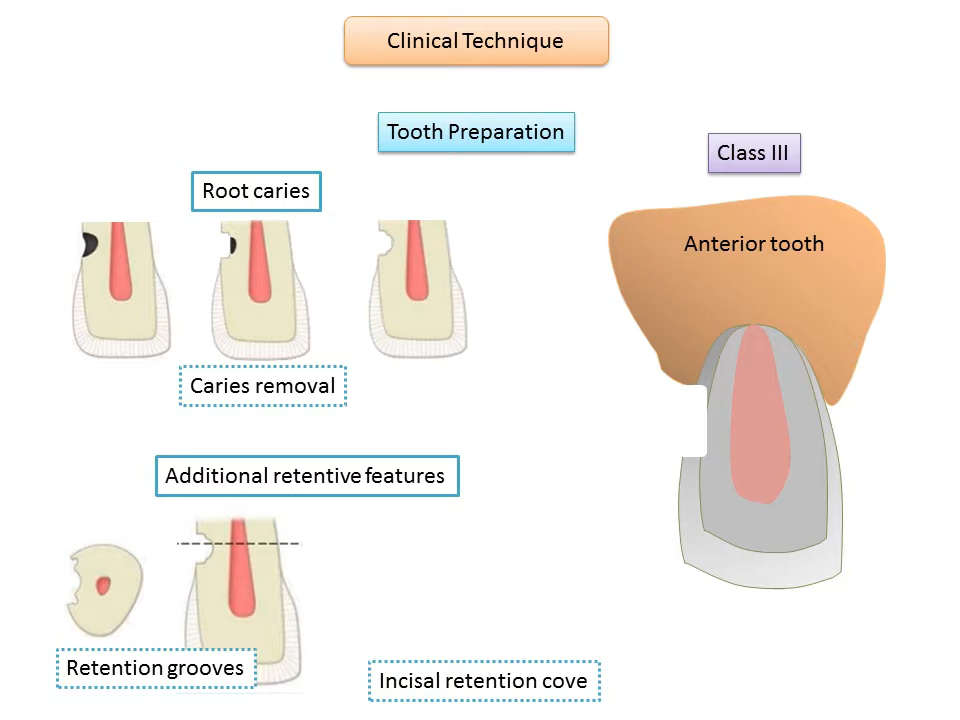 Clinical Technique
Tooth Preparation
Class III
Root caries
Anterior tooth
Caries removal
Additional retentive features
Retention grooves
Incisal retention cove